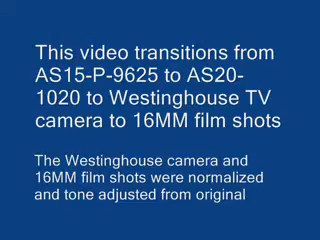 This video transitions from
AS15-P-9625 to AS20-
1020 to Westinghouse TV
camera to 16MM film shots
The Westinghouse camera and
16MM film shots were normalized
and tone adjusted from original